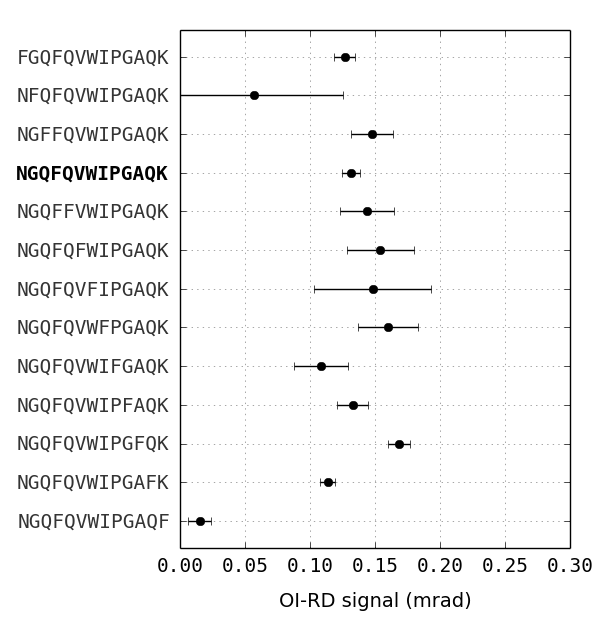 FGQFQVWIPGAQK
NFQFQVWIPGAQK
NGFFQVWIPGAQK
NGQFQVWIPGAQK
NGQFFVWIPGAQK
NGQFQFWIPGAQK
NGQFQVFIPGAQK
NGQFQVWFPGAQK
NGQFQVWIFGAQK
NGQFQVWIPFAQK
NGQFQVWIPGFQK
NGQFQVWIPGAFK
NGQFQVWIPGAQF
0.00 0.05 0.10 0.15 0.20 0.25 0.30
OI-RD signal (mrad)